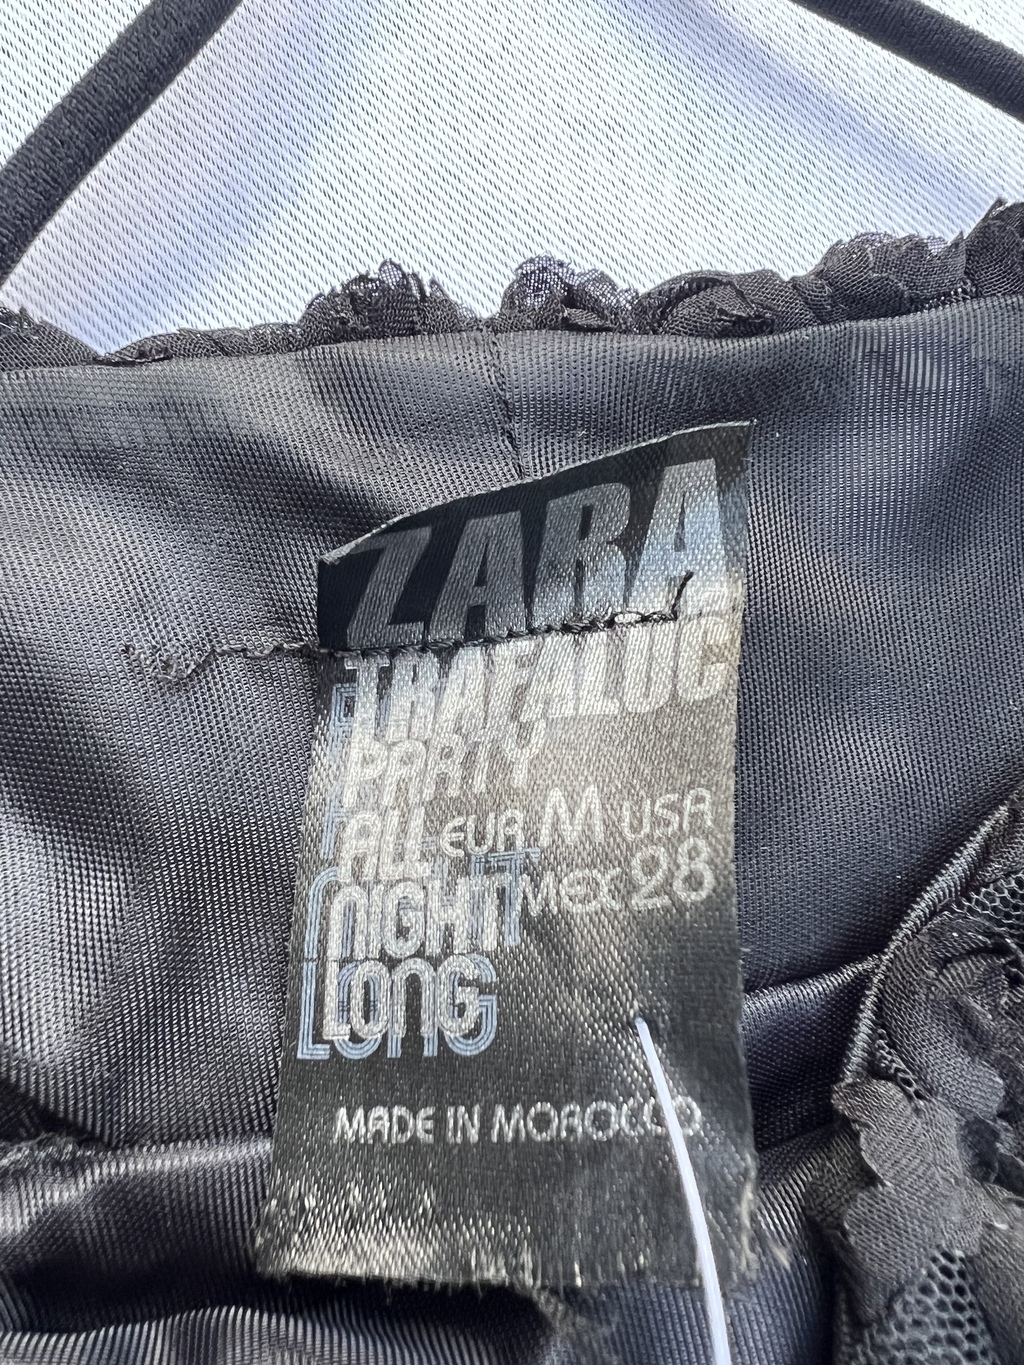 ZARA
TRAFALUC
PARTY
ALL EUR M USA
NIGHT MEX 28
LONG
MADE IN MOROCCO